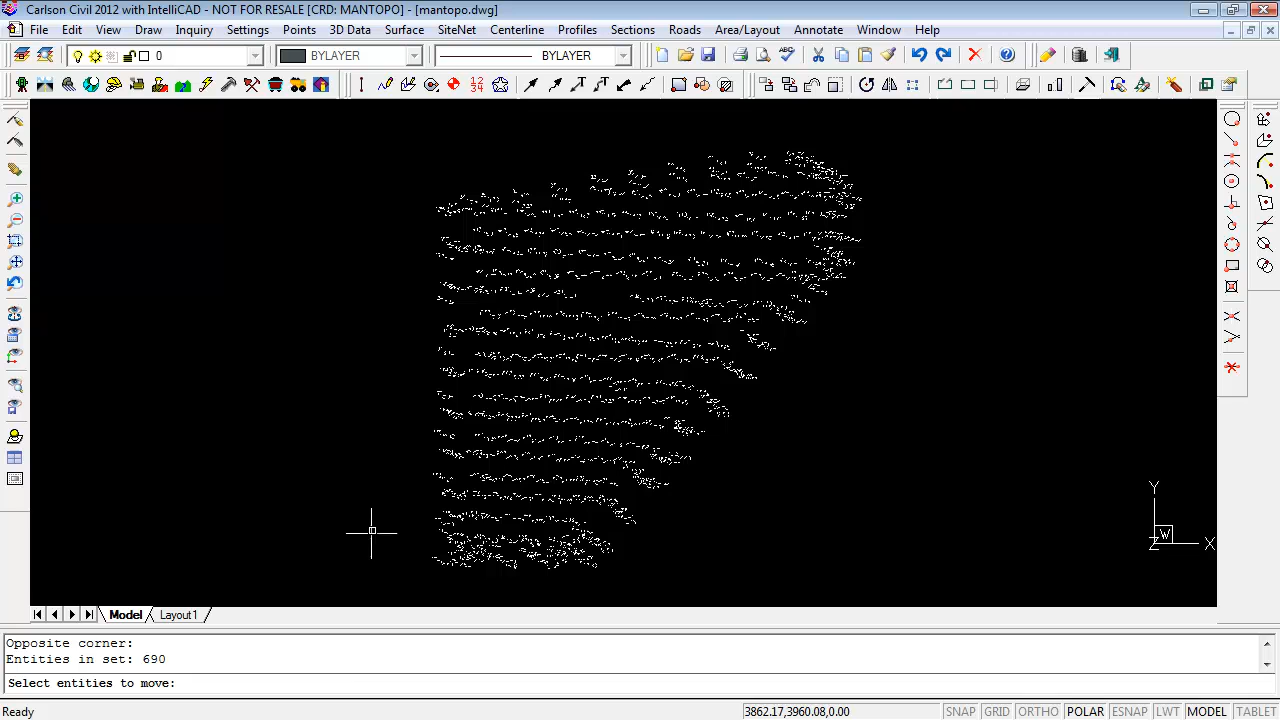 Carlson Civil 2012 with IntelliCAD - NOT FOR RESALE [CRD: MANTOPO] - [mantopo.dwg]
File Edit View Draw Inquiry Settings Points 3D Data Surface SiteNet Centerline Profiles Sections Roads Area/Layout Annotate Window Help
0 BYLAYER BYLAYER
Y
W
Z X
Model Layout1
Opposite corner:
Entities in set: 690
Select entities to move:
Ready 3862.17,3960.08,0.00 SNAP GRID ORTHO POLAR ESNAP LWT MODEL TABLET